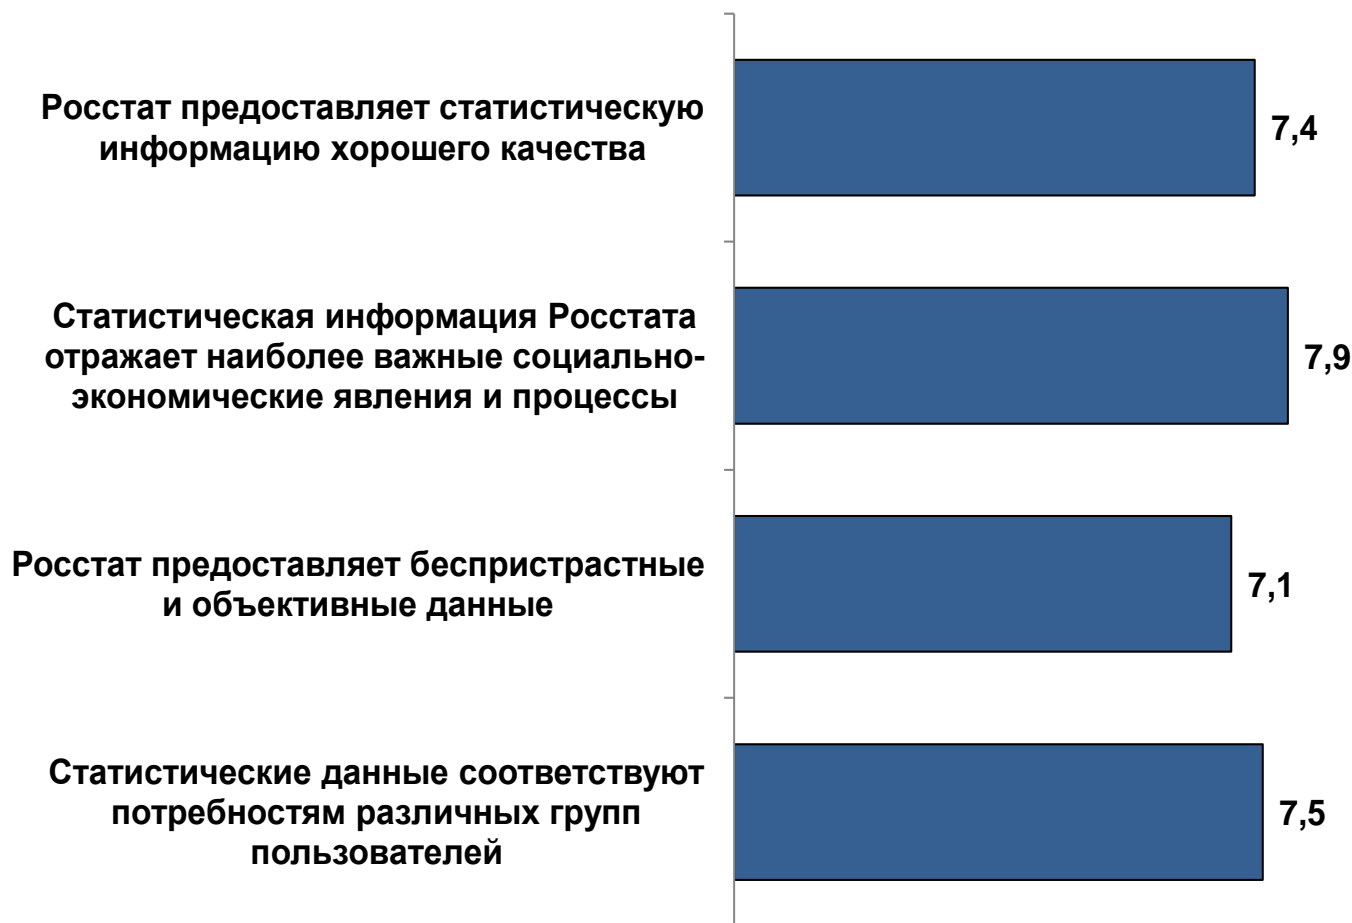 Росстат предоставляет статистическую
информацию хорошего качества
7,4
Статистическая информация Росстата
отражает наиболее важные социально-
экономические явления и процессы
7,9
Росстат предоставляет беспристрастные
и объективные данные
7,1
Статистические данные соответствуют
потребностям различных групп
пользователей
7,5